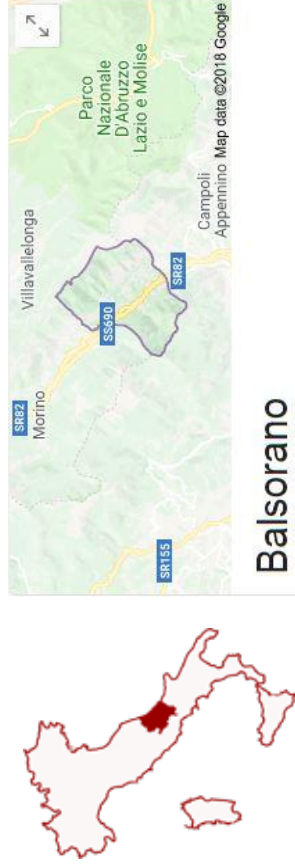 Villavallelonga
SR82
Morino
Parco
Nazionale
D'Abruzzo
Lazio e Molise
SS690
SR82
SR155
Campoli
Appennino
Map data ©2018 Google
Balsorano